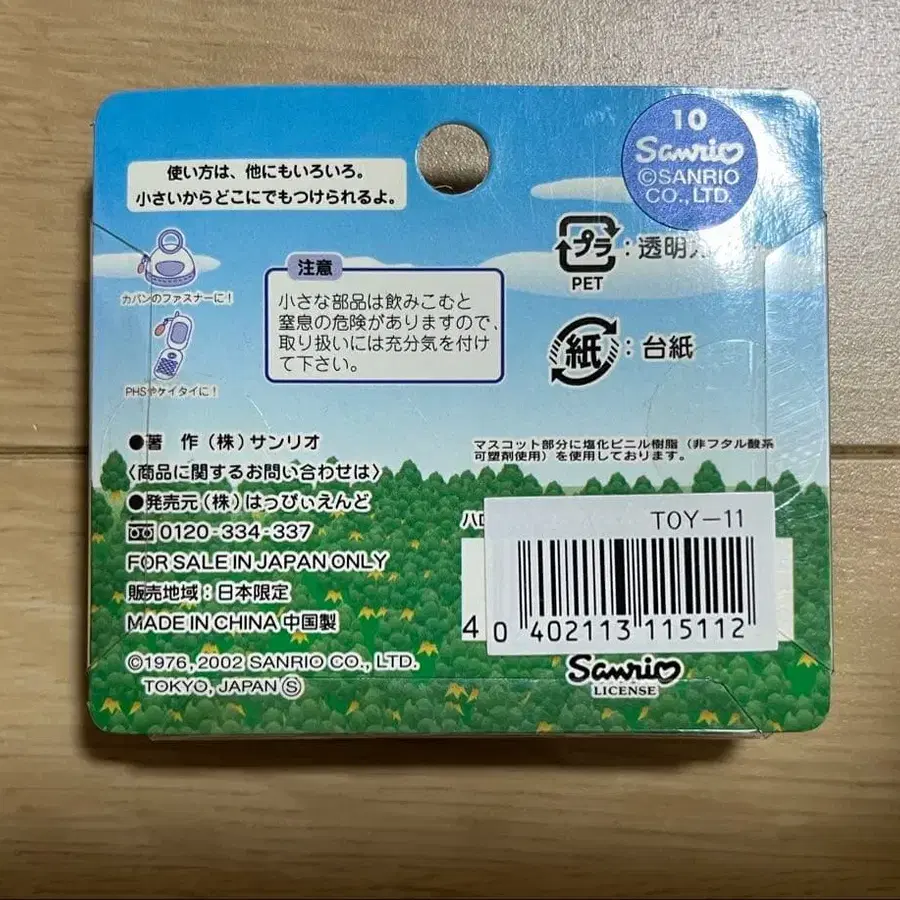 10
Sanrio
©SANRIO
CO., LTD.
使い方は、他にもいろいろ。
小さいからどこにでもつけられるよ。
カバンのファスナーに!
PHSやケイタイに!
注意
小さな部品は飲みこむと
窒息の危険がありますので、
取り扱いには充分気を付け
て下さい。
プラ:透明
PET
紙:台紙
●著 作(株)サンリオ
〈商品に関するお問い合わせは〉
●発売元(株)はっぴぃえんど
0120-334-337
FOR SALE IN JAPAN ONLY
販売地域:日本限定
MADE IN CHINA 中国製
©1976, 2002 SANRIO CO., LTD.
TOKYO, JAPAN Ⓢ
マスコット部分に塩化ビニル樹脂(非フタル酸系
可塑剤使用)を使用しております。
ハロ
TOY-11
4
0 402113 115112
Sanrio
LICENSE